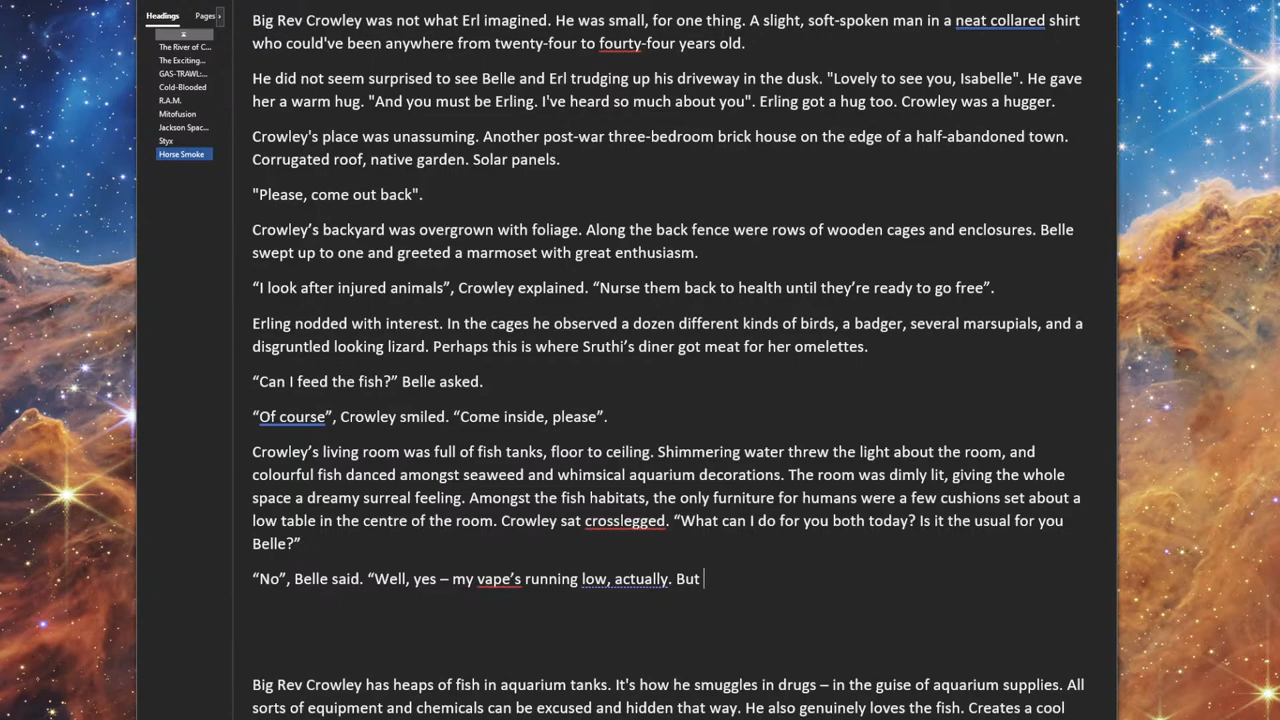 Headings Pages
The River of C...
The Exciting...
GAS-TRAWL:...
Cold-Blooded
R.A.M.
Mitofusion
Jackson Spac...
Styx
Horse Smoke
Big Rev Crowley was not what Erl imagined. He was small, for one thing. A slight, soft-spoken man in a neat collared shirt
who could've been anywhere from twenty-four to fourty-four years old.
He did not seem surprised to see Belle and Erl trudging up his driveway in the dusk. "Lovely to see you, Isabelle". He gave
her a warm hug. "And you must be Erling. I've heard so much about you". Erling got a hug too. Crowley was a hugger.
Crowley's place was unassuming. Another post-war three-bedroom brick house on the edge of a half-abandoned town.
Corrugated roof, native garden. Solar panels.
"Please, come out back".
Crowley’s backyard was overgrown with foliage. Along the back fence were rows of wooden cages and enclosures. Belle
swept up to one and greeted a marmoset with great enthusiasm.
“I look after injured animals”, Crowley explained. “Nurse them back to health until they’re ready to go free”.
Erling nodded with interest. In the cages he observed a dozen different kinds of birds, a badger, several marsupials, and a
disgruntled looking lizard. Perhaps this is where Sruthi’s diner got meat for her omelettes.
“Can I feed the fish?” Belle asked.
“Of course”, Crowley smiled. “Come inside, please”.
Crowley’s living room was full of fish tanks, floor to ceiling. Shimmering water threw the light about the room, and
colourful fish danced amongst seaweed and whimsical aquarium decorations. The room was dimly lit, giving the whole
space a dreamy surreal feeling. Amongst the fish habitats, the only furniture for humans were a few cushions set about a
low table in the centre of the room. Crowley sat crosslegged. “What can I do for you both today? Is it the usual for you
Belle?”
“No”, Belle said. “Well, yes – my vape’s running low, actually. But
Big Rev Crowley has heaps of fish in aquarium tanks. It's how he smuggles in drugs – in the guise of aquarium supplies. All
sorts of equipment and chemicals can be excused and hidden that way. He also genuinely loves the fish. Creates a cool